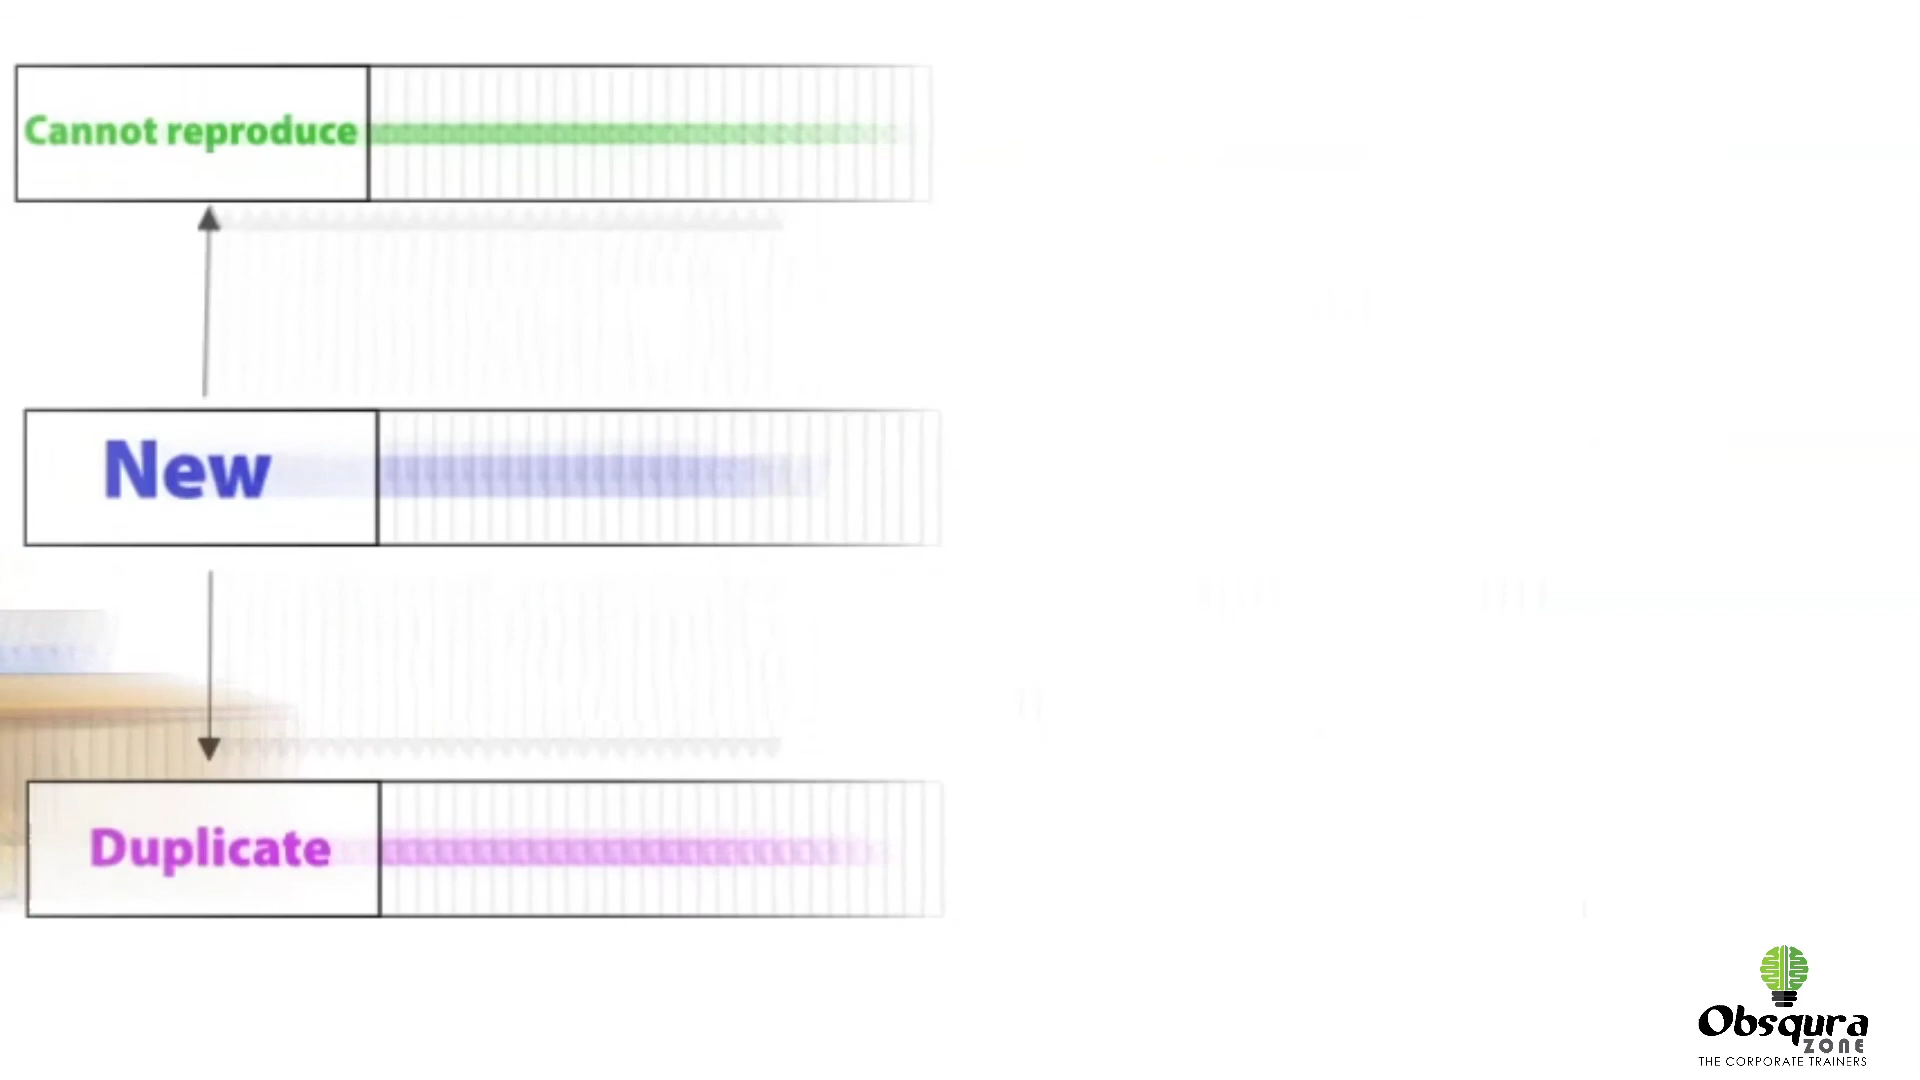 Cannot reproduce
New
Duplicate
Obsqura
ZONE
THE CORPORATE TRAINERS